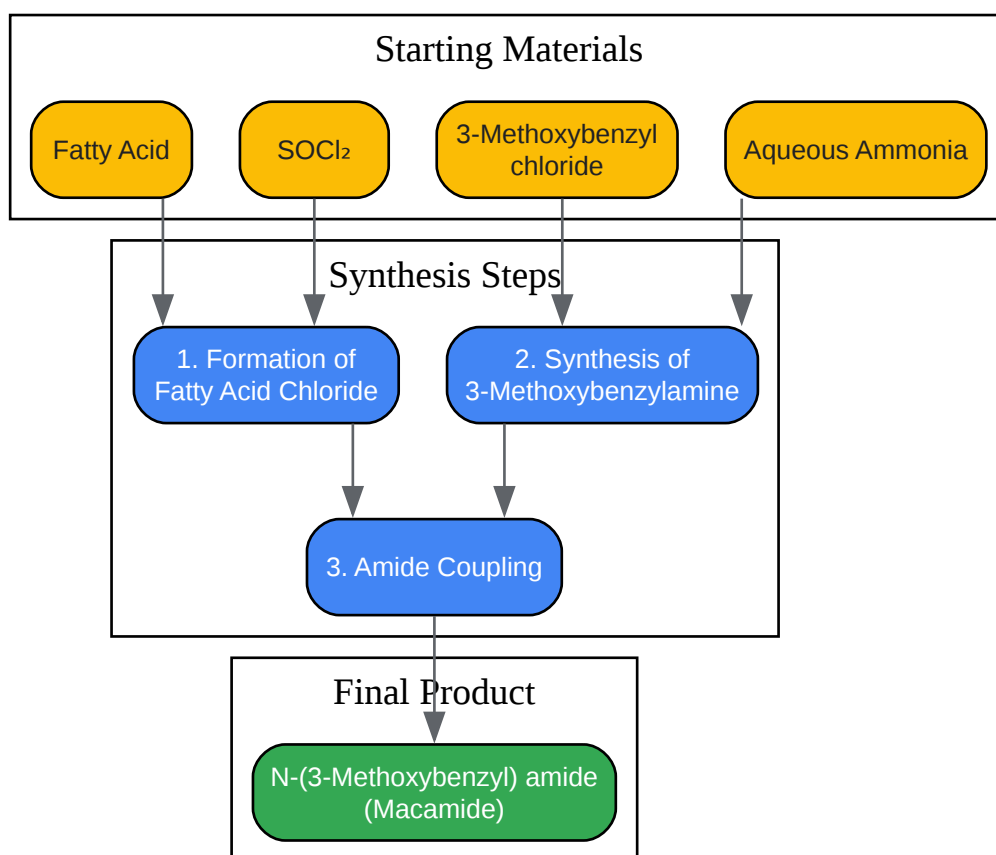 Starting Materials
Fatty Acid
SOCl₂
3-Methoxybenzyl
chloride
Aqueous Ammonia
Synthesis Steps
1. Formation of
Fatty Acid Chloride
2. Synthesis of
3-Methoxybenzylamine
3. Amide Coupling
Final Product
N-(3-Methoxybenzyl) amide
(Macamide)